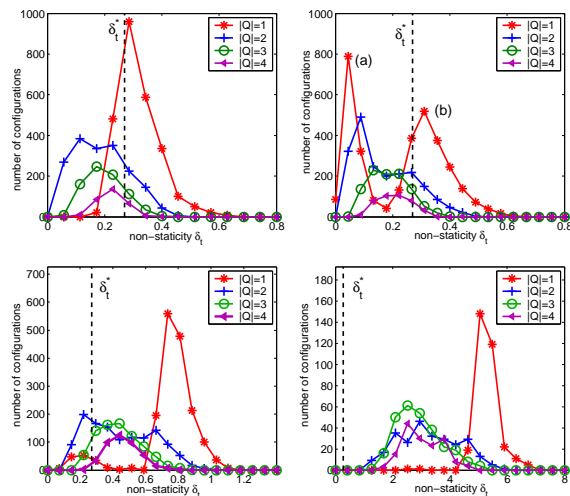 δ*t
|Q|=1
|Q|=2
|Q|=3
|Q|=4
number of configurations
1000
800
600
400
200
0
0 0.2 0.4 0.6 0.8
non−staticity δt
δ*t
(a)
(b)
|Q|=1
|Q|=2
|Q|=3
|Q|=4
number of configurations
1000
800
600
400
200
0
0 0.2 0.4 0.6 0.8
non−staticity δt
δ*t
|Q|=1
|Q|=2
|Q|=3
|Q|=4
number of configurations
700
600
500
400
300
200
100
0
0 0.2 0.4 0.6 0.8 1 1.2
non−staticity δt
δ*t
|Q|=1
|Q|=2
|Q|=3
|Q|=4
number of configurations
180
160
140
120
100
80
60
40
20
0
0 2 4 6 8
non−staticity δt